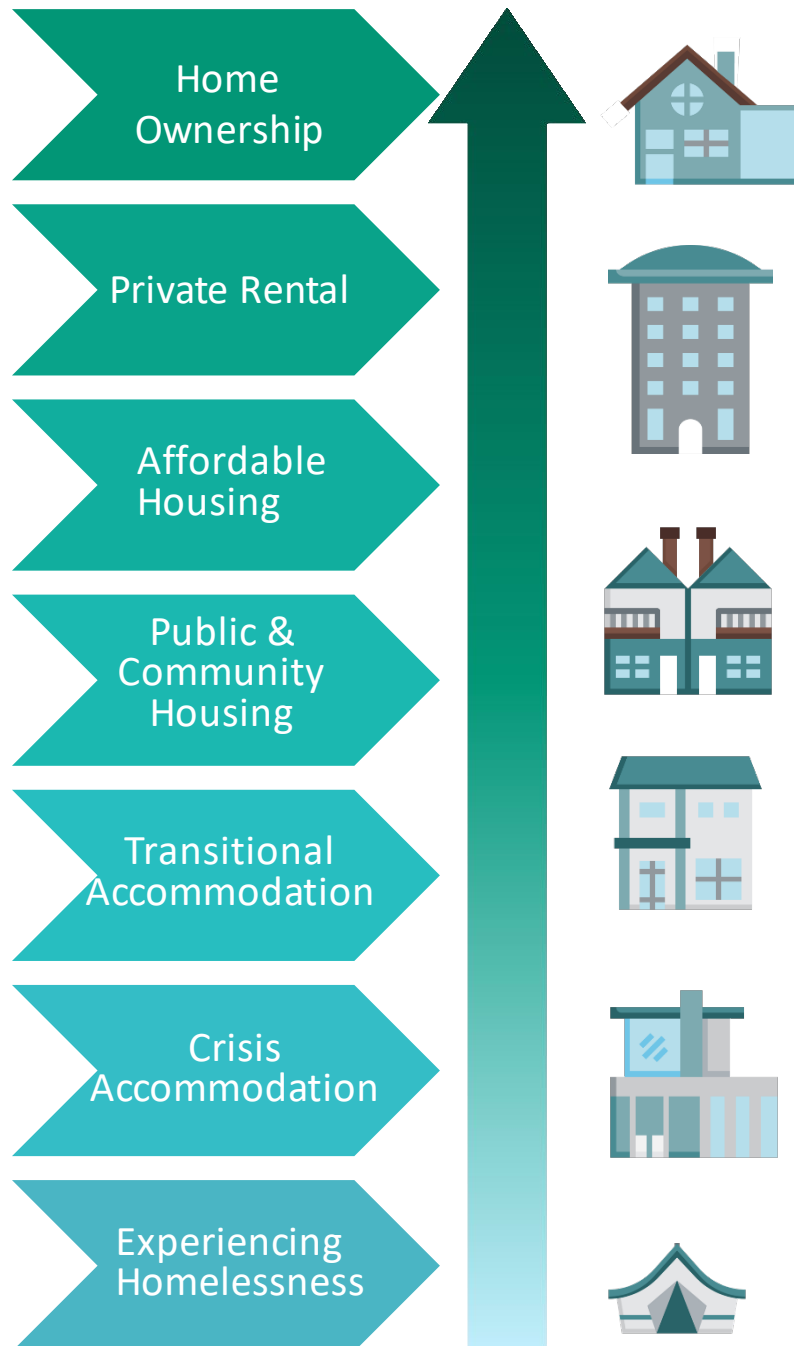 Home
Ownership
Private Rental
Affordable
Housing
Public &
Community
Housing
Transitional
Accommodation
Crisis
Accommodation
Experiencing
Homelessness